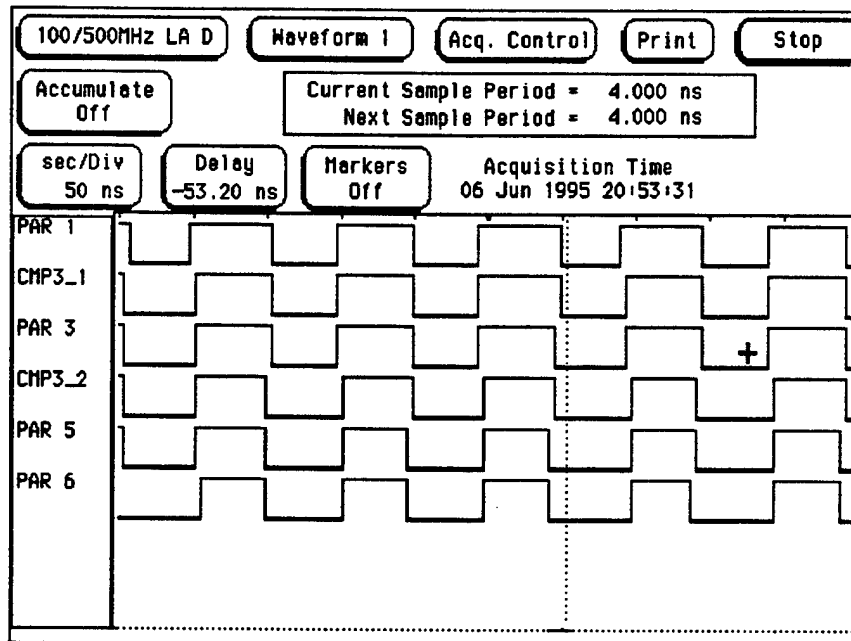 100/500MHz LA D Waveform 1 Acq. Control Print Stop
Accumulate
Off
Current Sample Period = 4.000 ns
Next Sample Period = 4.000 ns
sec/Div
50 ns
Delay
-53.20 ns
Markers
Off
Acquisition Time
06 Jun 1995 20:53:31
PAR 1
CMP3_1
PAR 3
CMP3_2
PAR 5
PAR 6